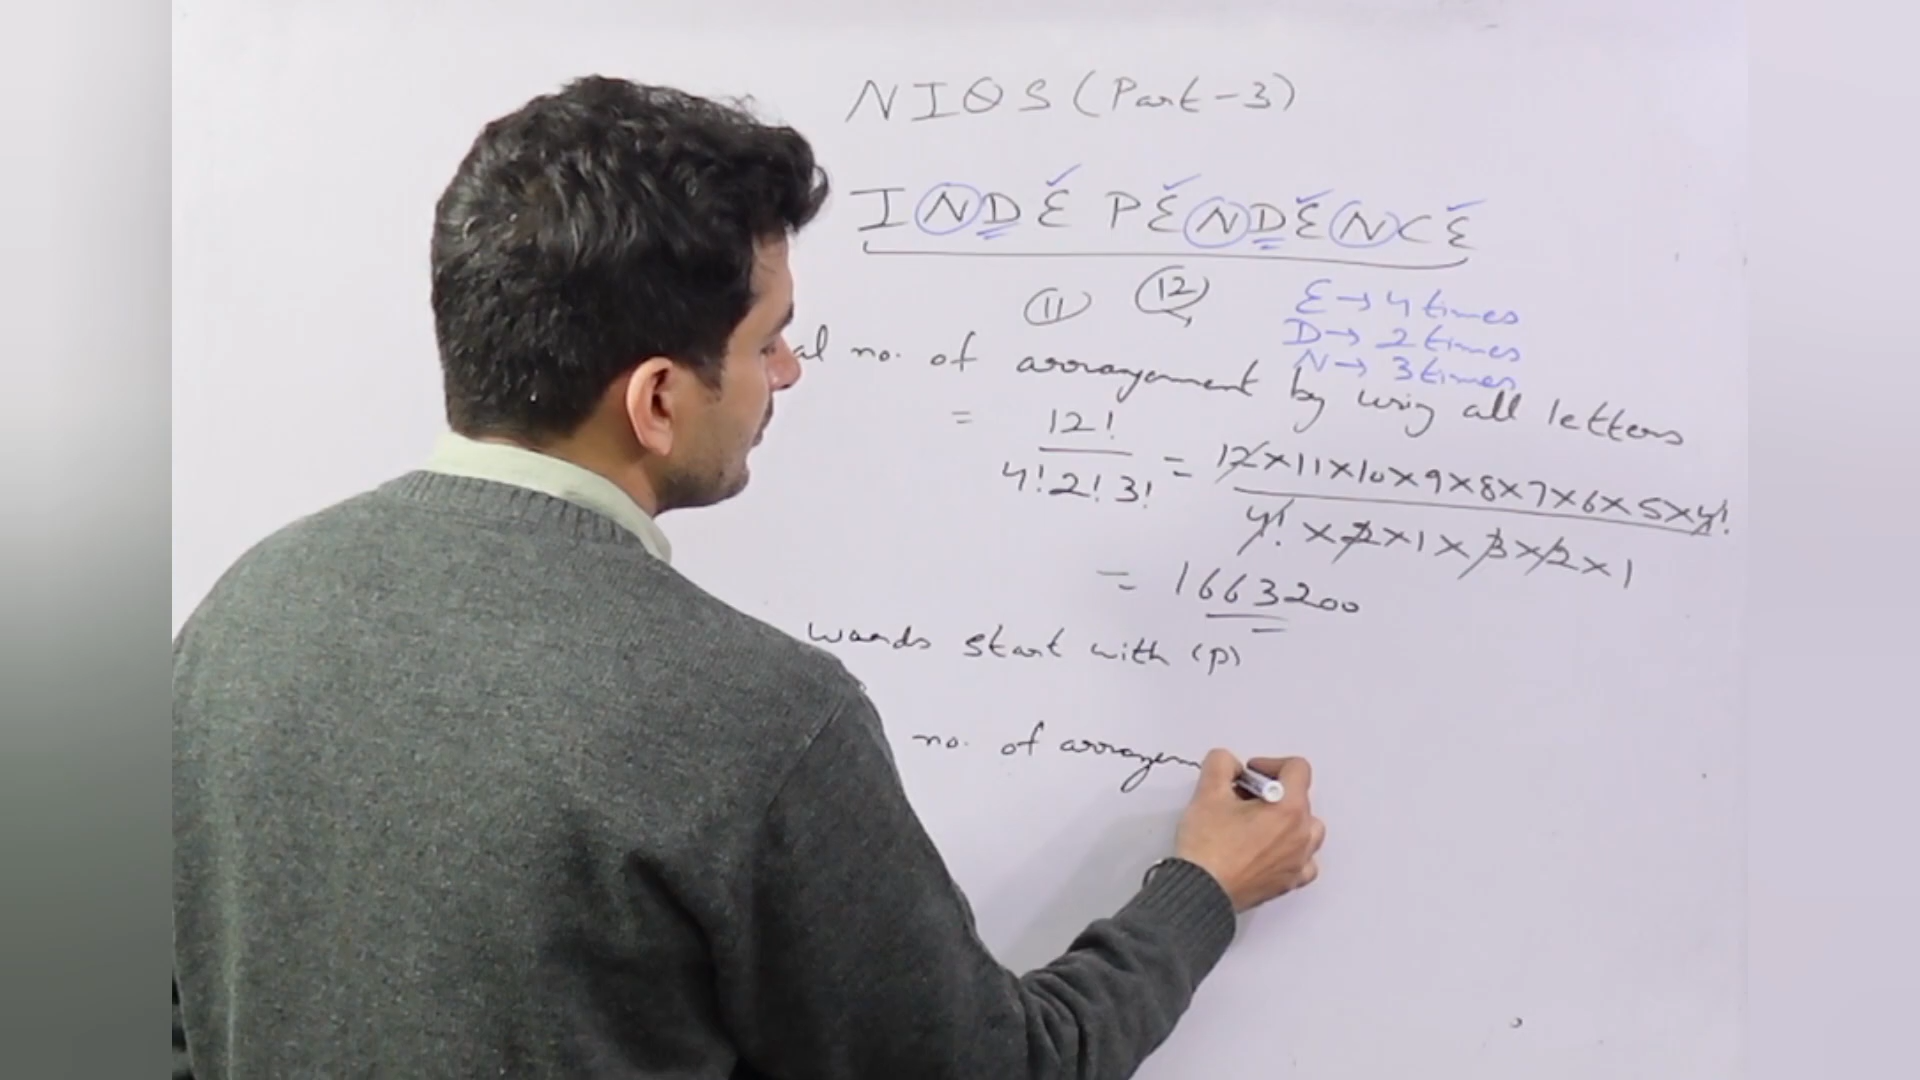 NIOS (Part-3)
INDEPENDENCE
11 12
E → 4 times
D → 2 times
N → 3 times
al no. of arrangement by using all letters
= 12! / 4! 2! 3! = 12×11×10×9×8×7×6×5×4! / 4! × 2×1 × 3×2×1
= 1663200
words start with (P)
no. of arrangem